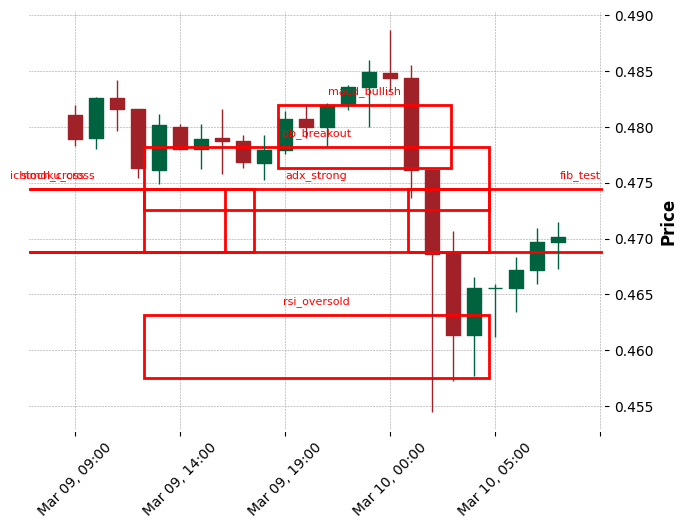 0.490
0.485
macd_bullish
0.480
bb_breakout
0.475
adx_strong
fib_test
0.470
Price
0.465
rsi_oversold
0.460
0.455
Mar 09, 09:00
Mar 09, 14:00
Mar 09, 19:00
Mar 10, 00:00
Mar 10, 05:00